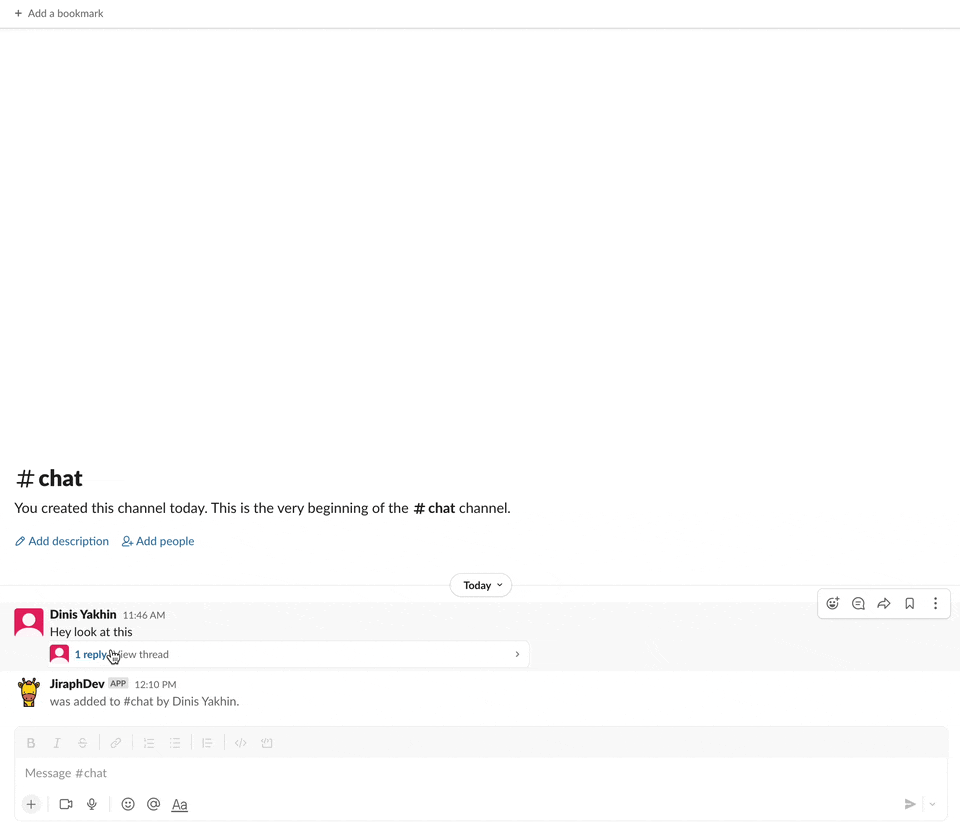 + Add a bookmark
# chat
You created this channel today. This is the very beginning of the # chat channel.
Add description Add people
Today
Dinis Yakhin 11:46 AM
Hey look at this
1 reply View thread
JiraphDev APP 12:10 PM
was added to #chat by Dinis Yakhin.
B I S
Message #chat
+ @ Aa